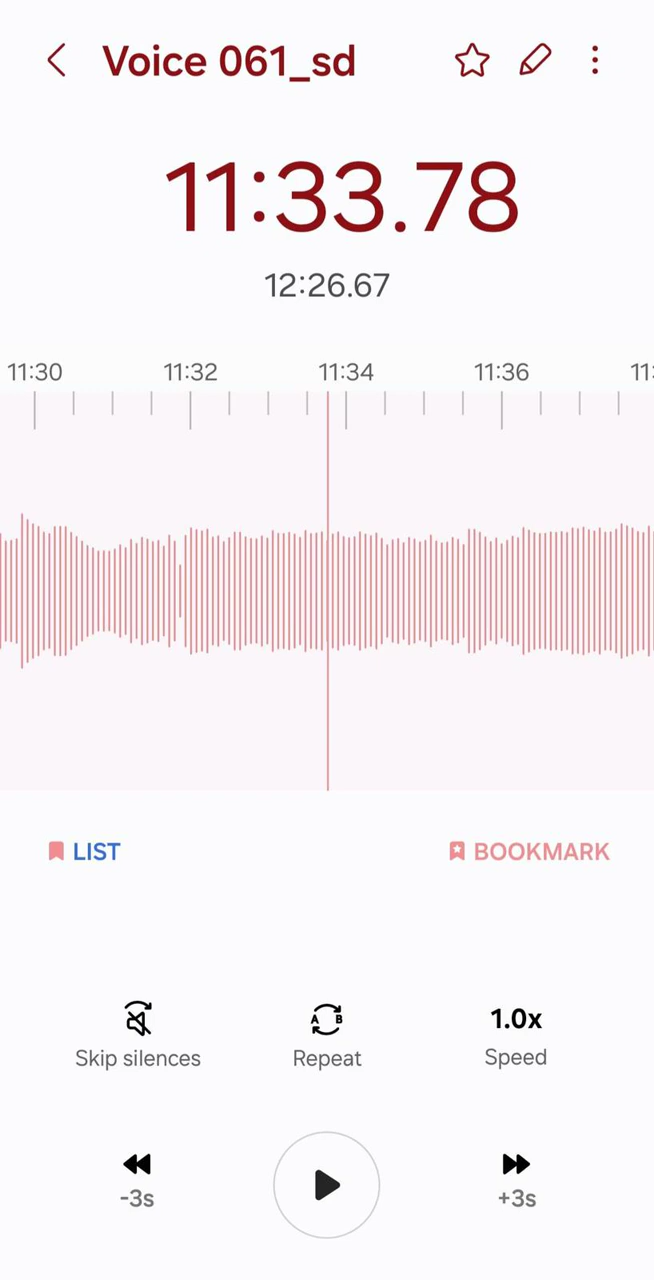 Voice 061_sd
11:33.78
12:26.67
11:30 11:32 11:34 11:36 11:
LIST BOOKMARK
A B
1.0x
Skip silences Repeat Speed
-3s +3s